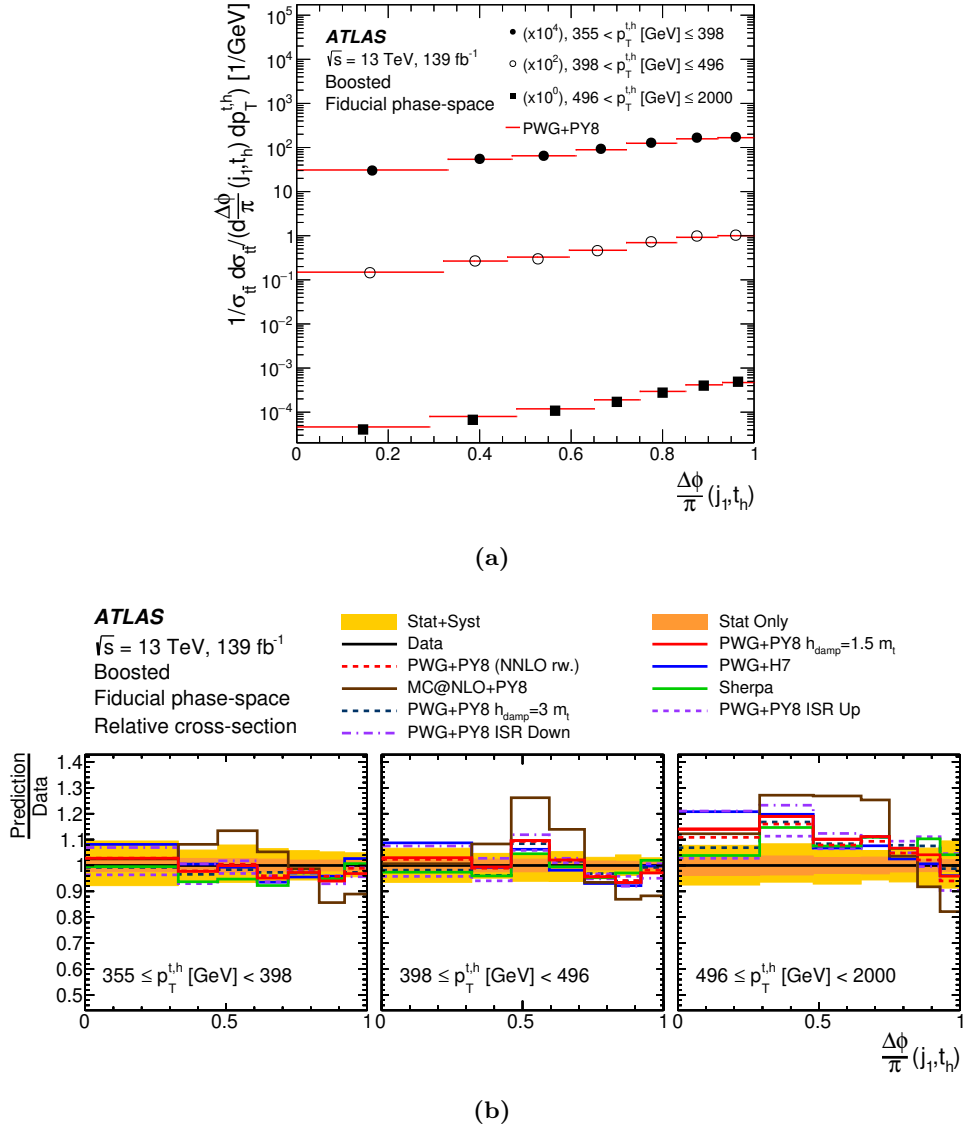 ATLAS
√s = 13 TeV, 139 fb⁻¹
Boosted
Fiducial phase-space
(x10⁴), 355 < p_T^{t,h} [GeV] ≤ 398
(x10²), 398 < p_T^{t,h} [GeV] ≤ 496
(x10⁰), 496 < p_T^{t,h} [GeV] ≤ 2000
PWG+PY8
1/σ_{tt̄} dσ_{tt̄}/(d Δφ/π (j₁,t_h) dp_T^{t,h}) [1/GeV]
10⁵
10⁴
10³
10²
10
1
10⁻¹
10⁻²
10⁻³
10⁻⁴
0 0.2 0.4 0.6 0.8 1
Δφ/π (j₁,t_h)
(a)
ATLAS
√s = 13 TeV, 139 fb⁻¹
Boosted
Fiducial phase-space
Relative cross-section
Stat+Syst
Data
PWG+PY8 (NNLO rw.)
MC@NLO+PY8
PWG+PY8 h_damp=3 m_t
PWG+PY8 ISR Down
Stat Only
PWG+PY8 h_damp=1.5 m_t
PWG+H7
Sherpa
PWG+PY8 ISR Up
Prediction
Data
1.4
1.3
1.2
1.1
1
0.9
0.8
0.7
0.6
0.5
355 ≤ p_T^{t,h} [GeV] < 398
398 ≤ p_T^{t,h} [GeV] < 496
496 ≤ p_T^{t,h} [GeV] < 2000
0 0.5 1 0 0.5 1 0 0.5 1
Δφ/π (j₁,t_h)
(b)